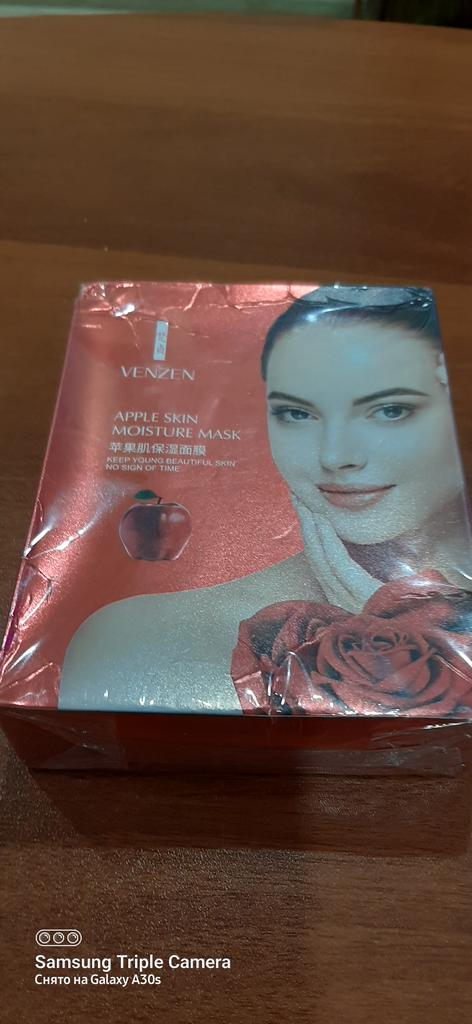 VENZEN
APPLE SKIN
MOISTURE MASK
苹果肌保湿面膜
KEEP YOUNG BEAUTIFUL SKIN
NO SIGN OF TIME
Samsung Triple Camera
Снято на Galaxy A30s